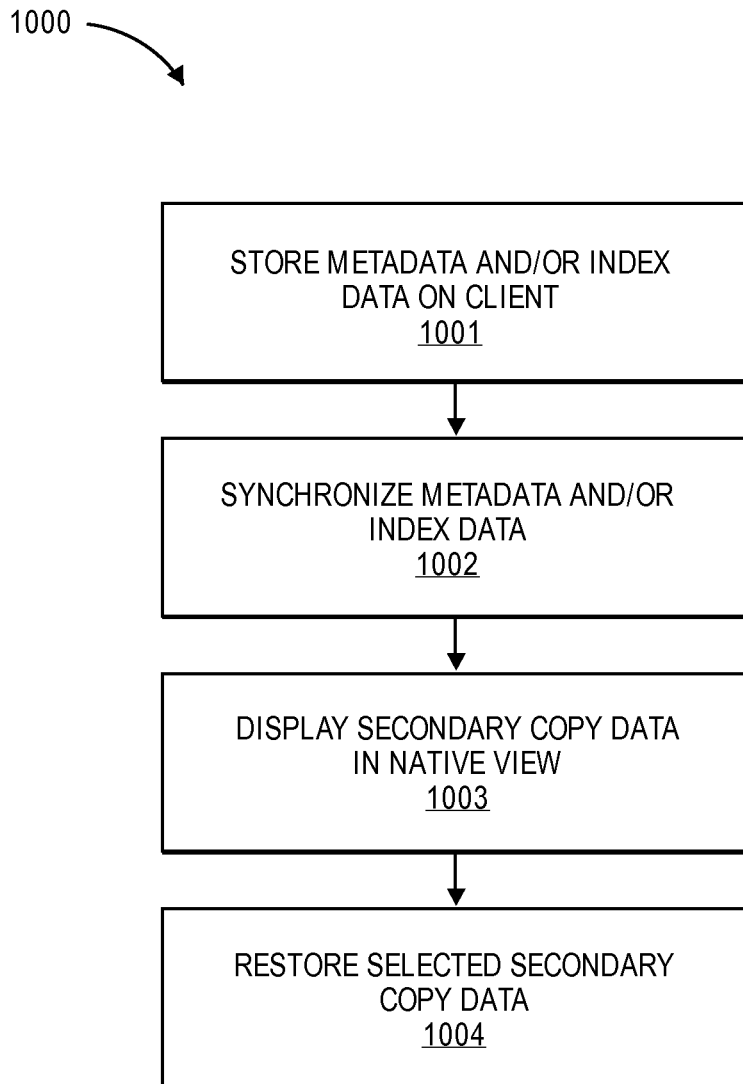 1000
STORE METADATA AND/OR INDEX
DATA ON CLIENT
1001
SYNCHRONIZE METADATA AND/OR
INDEX DATA
1002
DISPLAY SECONDARY COPY DATA
IN NATIVE VIEW
1003
RESTORE SELECTED SECONDARY
COPY DATA
1004